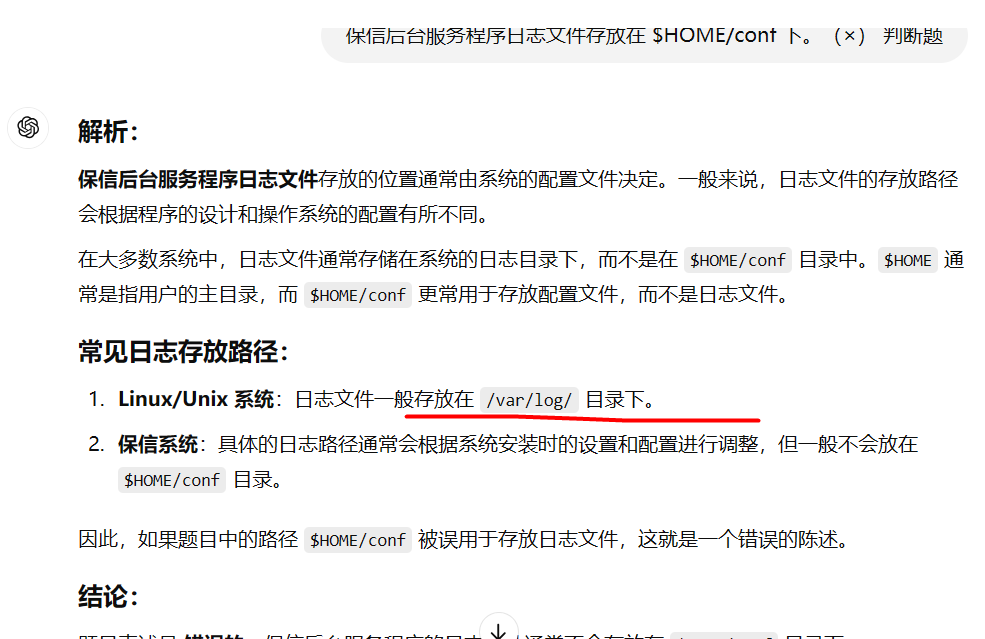 保信后台服务程序日志文件存放在 $HOME/conf 下。（×） 判断题
解析：
保信后台服务程序日志文件存放的位置通常由系统的配置文件决定。一般来说，日志文件的存放路径
会根据程序的设计和操作系统的配置有所不同。
在大多数系统中，日志文件通常存储在系统的日志目录下，而不是在 $HOME/conf 目录中。$HOME 通
常是指用户的主目录，而 $HOME/conf 更常用于存放配置文件，而不是日志文件。
常见日志存放路径：
1. Linux/Unix 系统：日志文件一般存放在 /var/log/ 目录下。
2. 保信系统：具体的日志路径通常会根据系统安装时的设置和配置进行调整，但一般不会放在
$HOME/conf 目录。
因此，如果题目中的路径 $HOME/conf 被误用于存放日志文件，这就是一个错误的陈述。
结论：